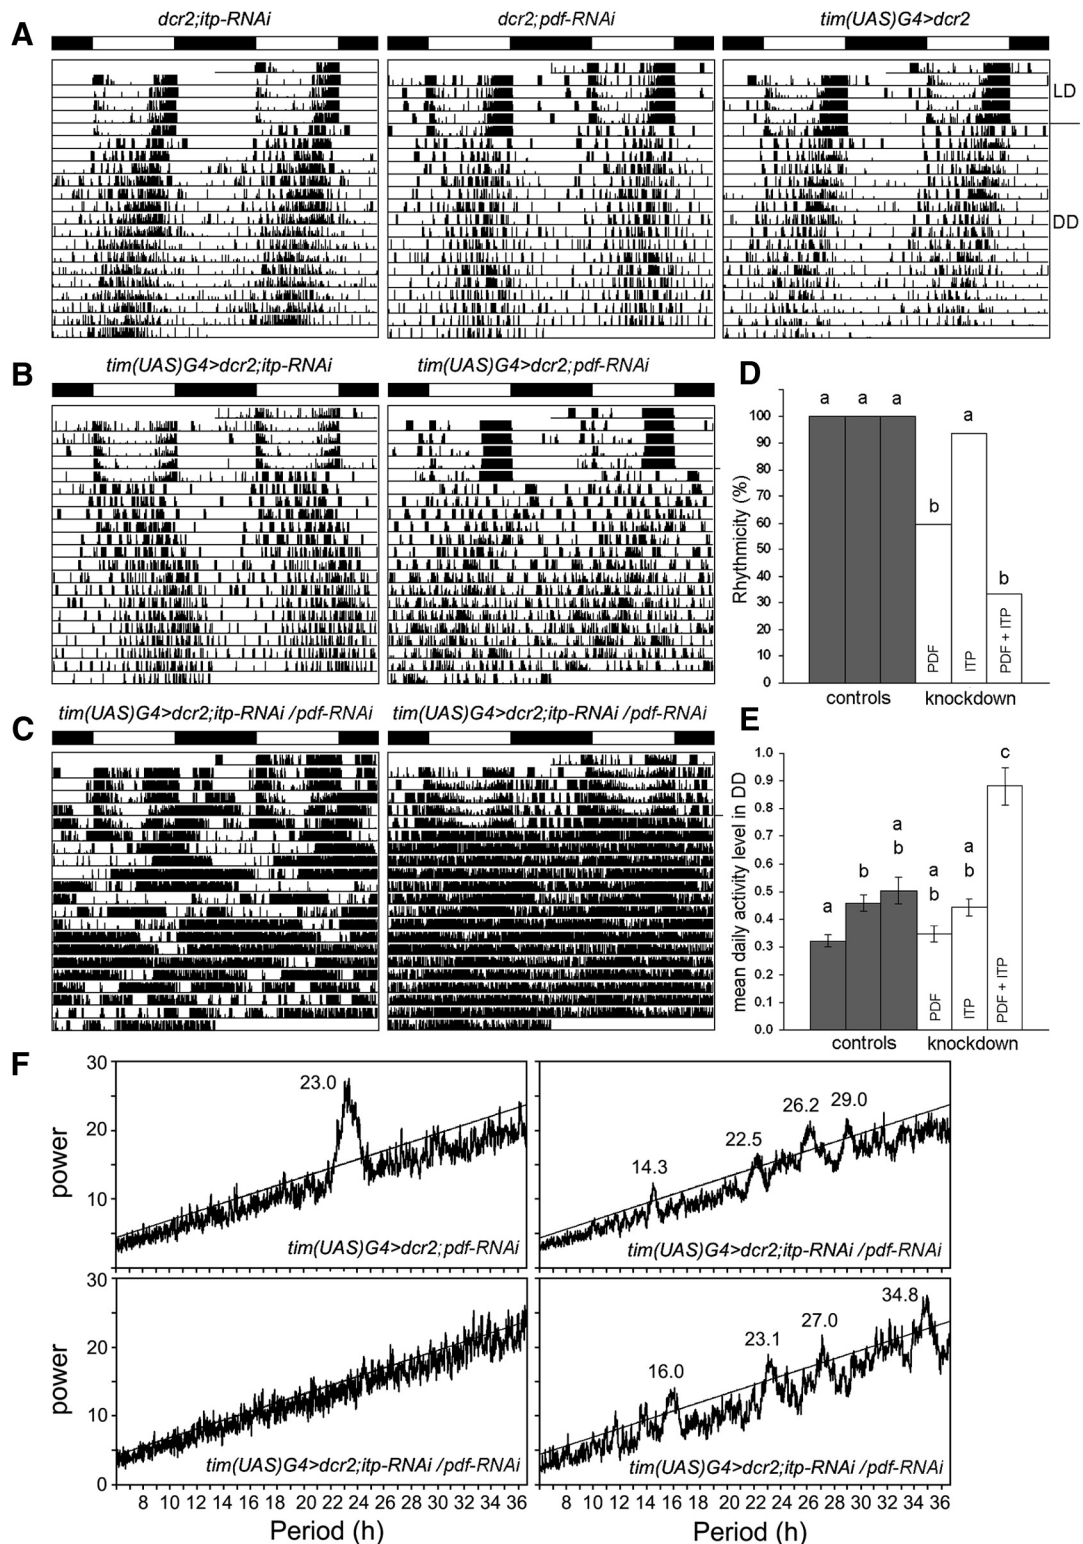 A
dcr2;itp-RNAi
dcr2;pdf-RNAi
tim(UAS)G4>dcr2
LD
DD
B
tim(UAS)G4>dcr2;itp-RNAi
tim(UAS)G4>dcr2;pdf-RNAi
C
tim(UAS)G4>dcr2;itp-RNAi /pdf-RNAi
tim(UAS)G4>dcr2;itp-RNAi /pdf-RNAi
D
Rhythmicity (%)
100
90
80
70
60
50
40
30
20
10
0
a a a
b
a
b
PDF
ITP
PDF + ITP
controls
knockdown
E
mean daily activity level in DD
1.0
0.9
0.8
0.7
0.6
0.5
0.4
0.3
0.2
0.1
0.0
a
b
a
b
a
b
a
b
c
PDF
ITP
PDF + ITP
controls
knockdown
F
power
30
20
10
0
23.0
tim(UAS)G4>dcr2;pdf-RNAi
14.3
22.5
26.2
29.0
tim(UAS)G4>dcr2;itp-RNAi /pdf-RNAi
power
30
20
10
0
tim(UAS)G4>dcr2;itp-RNAi /pdf-RNAi
8 10 12 14 16 18 20 22 24 26 28 30 32 34 36
Period (h)
16.0
23.1
27.0
34.8
tim(UAS)G4>dcr2;itp-RNAi /pdf-RNAi
8 10 12 14 16 18 20 22 24 26 28 30 32 34 36
Period (h)